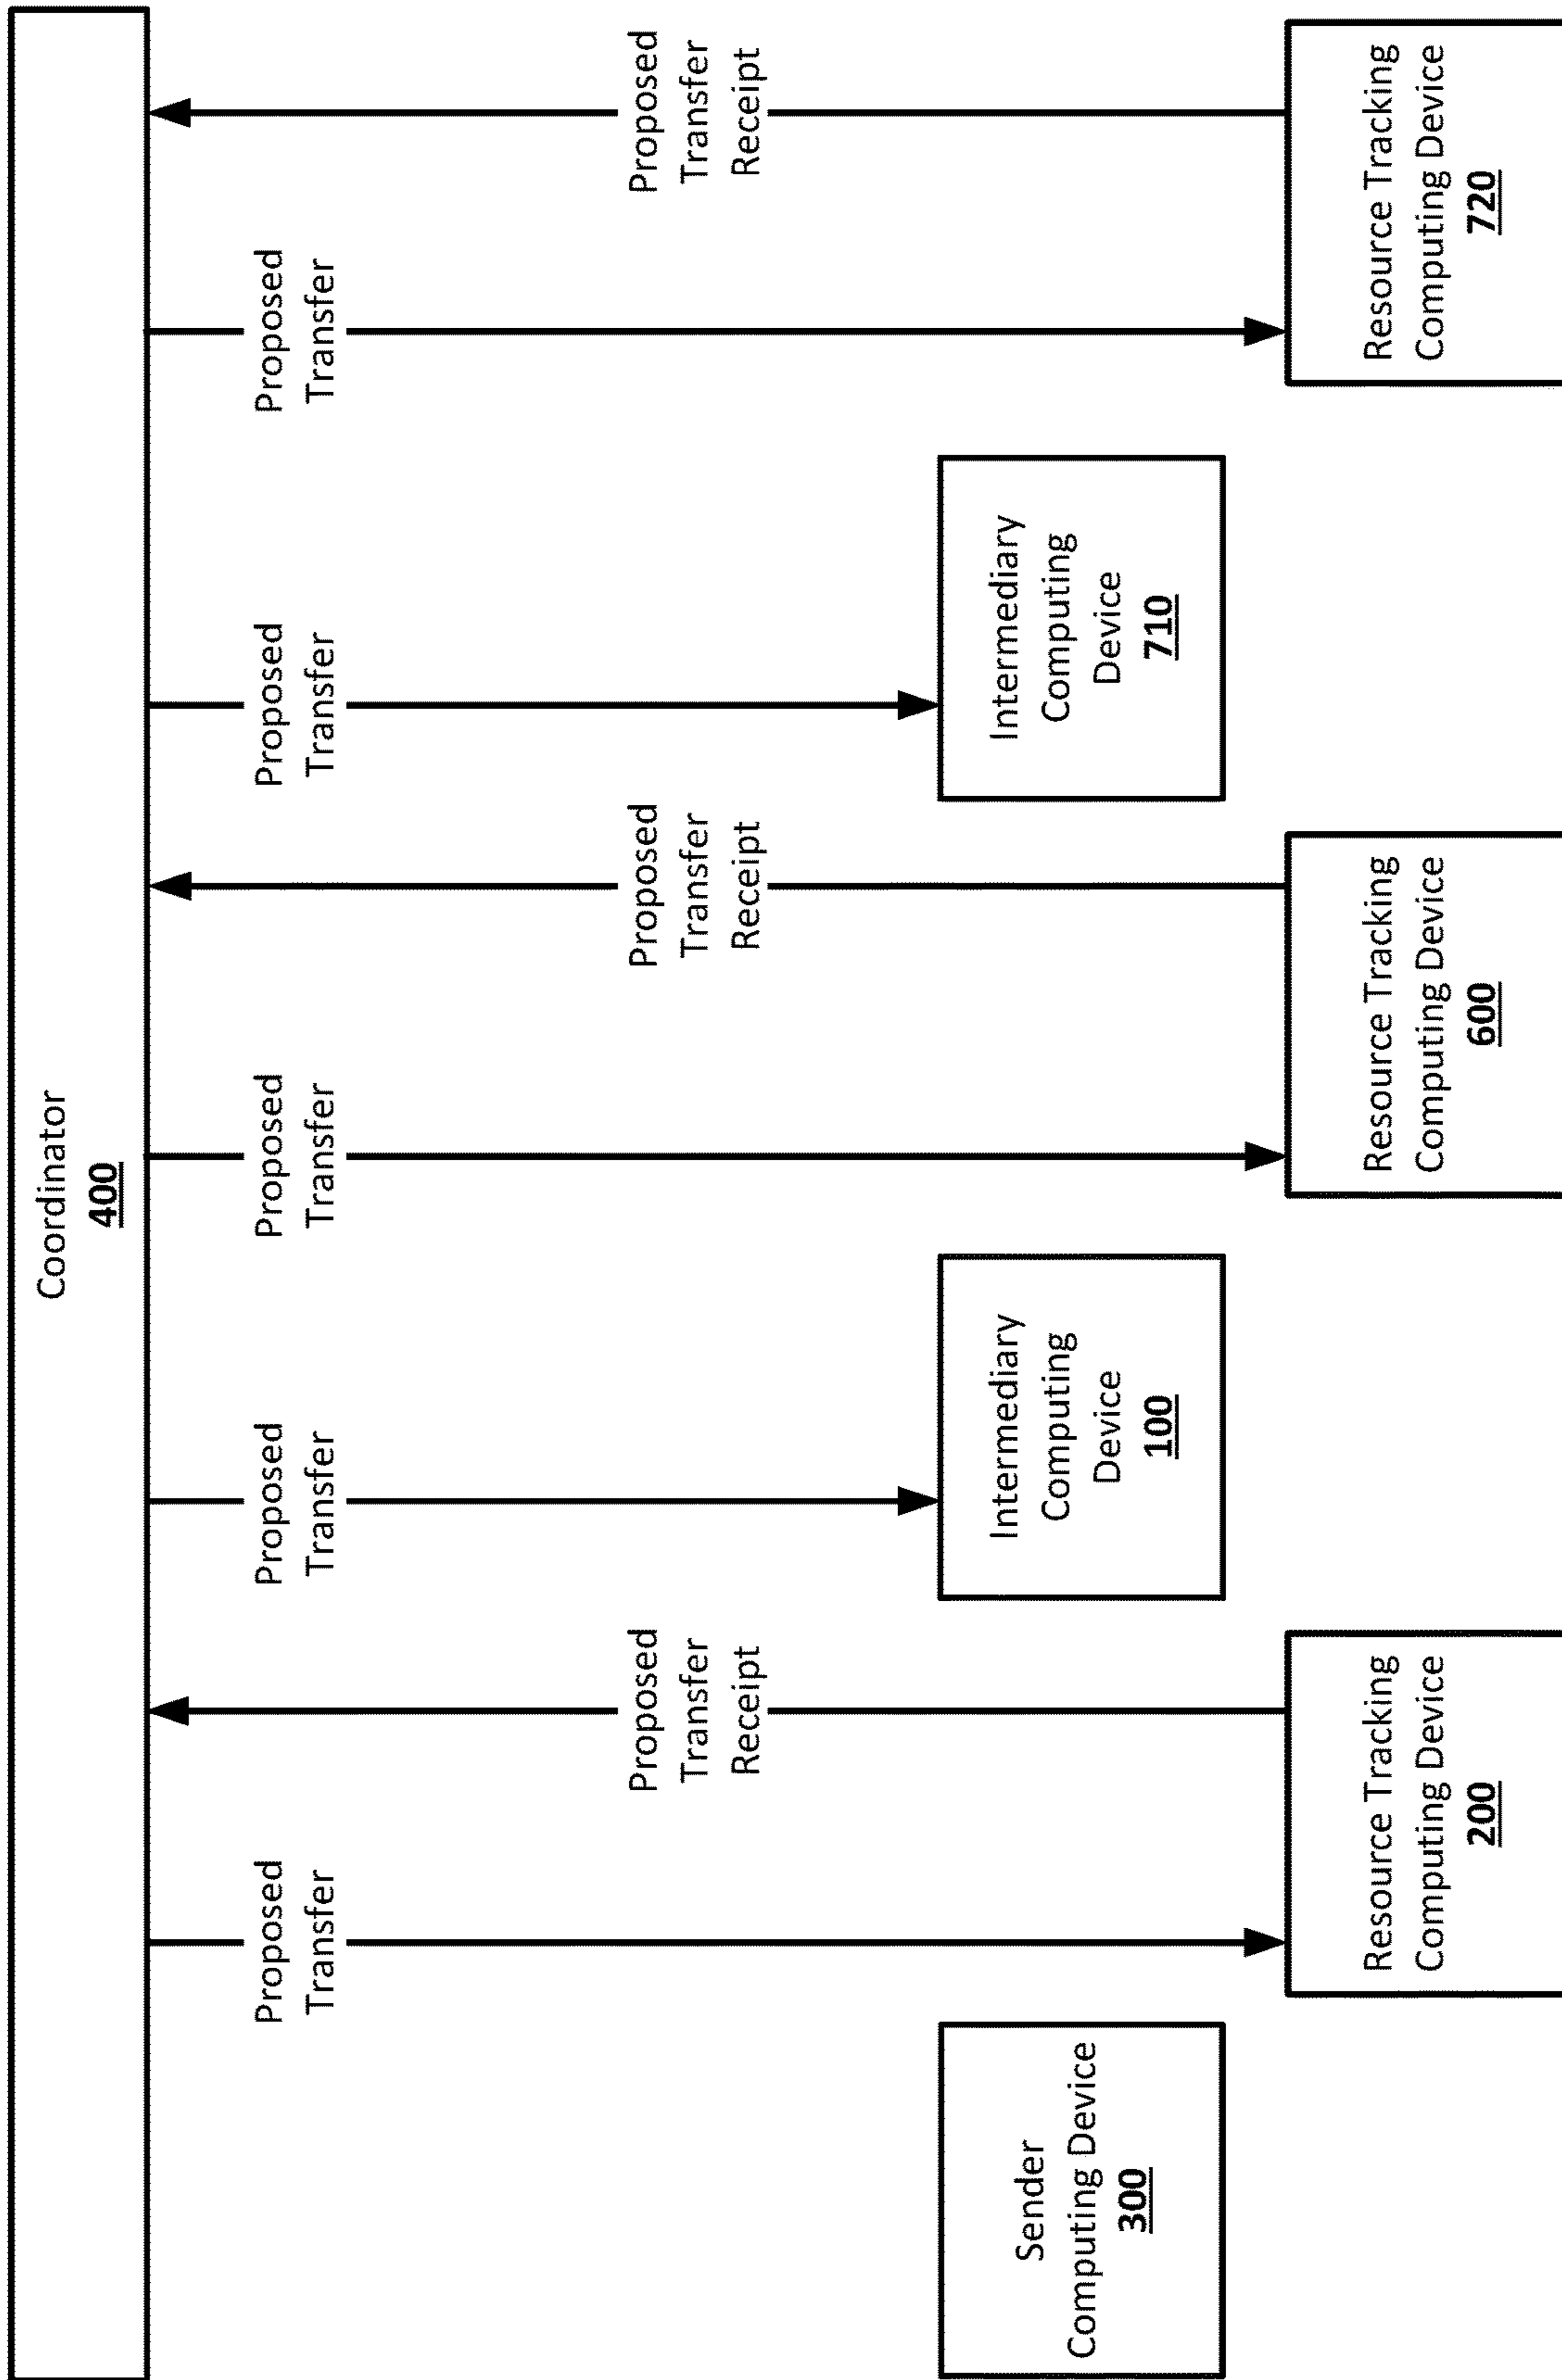 Coordinator
400
Proposed
Transfer
Proposed
Transfer
Receipt
Proposed
Transfer
Proposed
Transfer
Proposed
Transfer
Receipt
Proposed
Transfer
Proposed
Transfer
Proposed
Transfer
Receipt
Sender
Computing Device
300
Resource Tracking
Computing Device
200
Intermediary
Computing
Device
100
Resource Tracking
Computing Device
600
Intermediary
Computing
Device
710
Resource Tracking
Computing Device
720